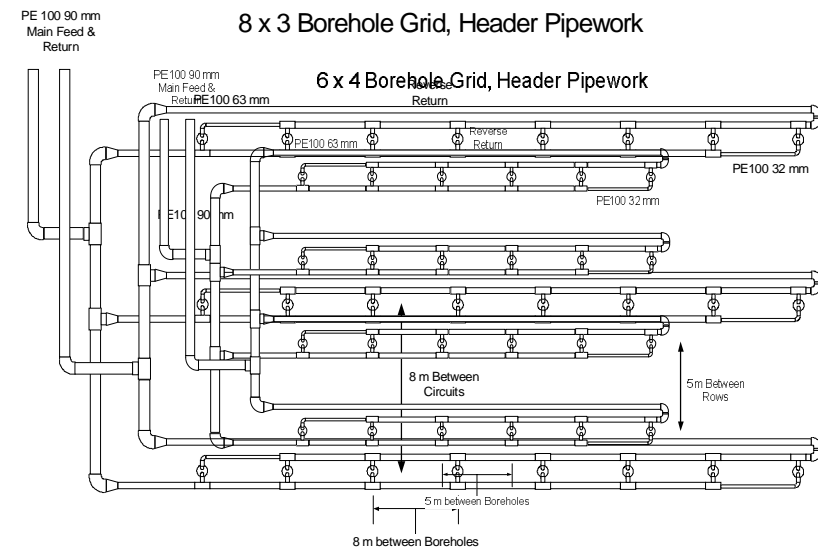 PE 100 90 mm
Main Feed &
Return
8 x 3 Borehole Grid, Header Pipework
PE100 90 mm
Main Feed &
Return
6 x 4 Borehole Grid, Header Pipework
PE100 63 mm
Reverse
Return
Reverse
Return
PE100 63 mm
PE100 32 mm
PE100 32 mm
PE100 90 mm
8 m Between
Circuits
5m Between
Rows
5 m between Boreholes
8 m between Boreholes